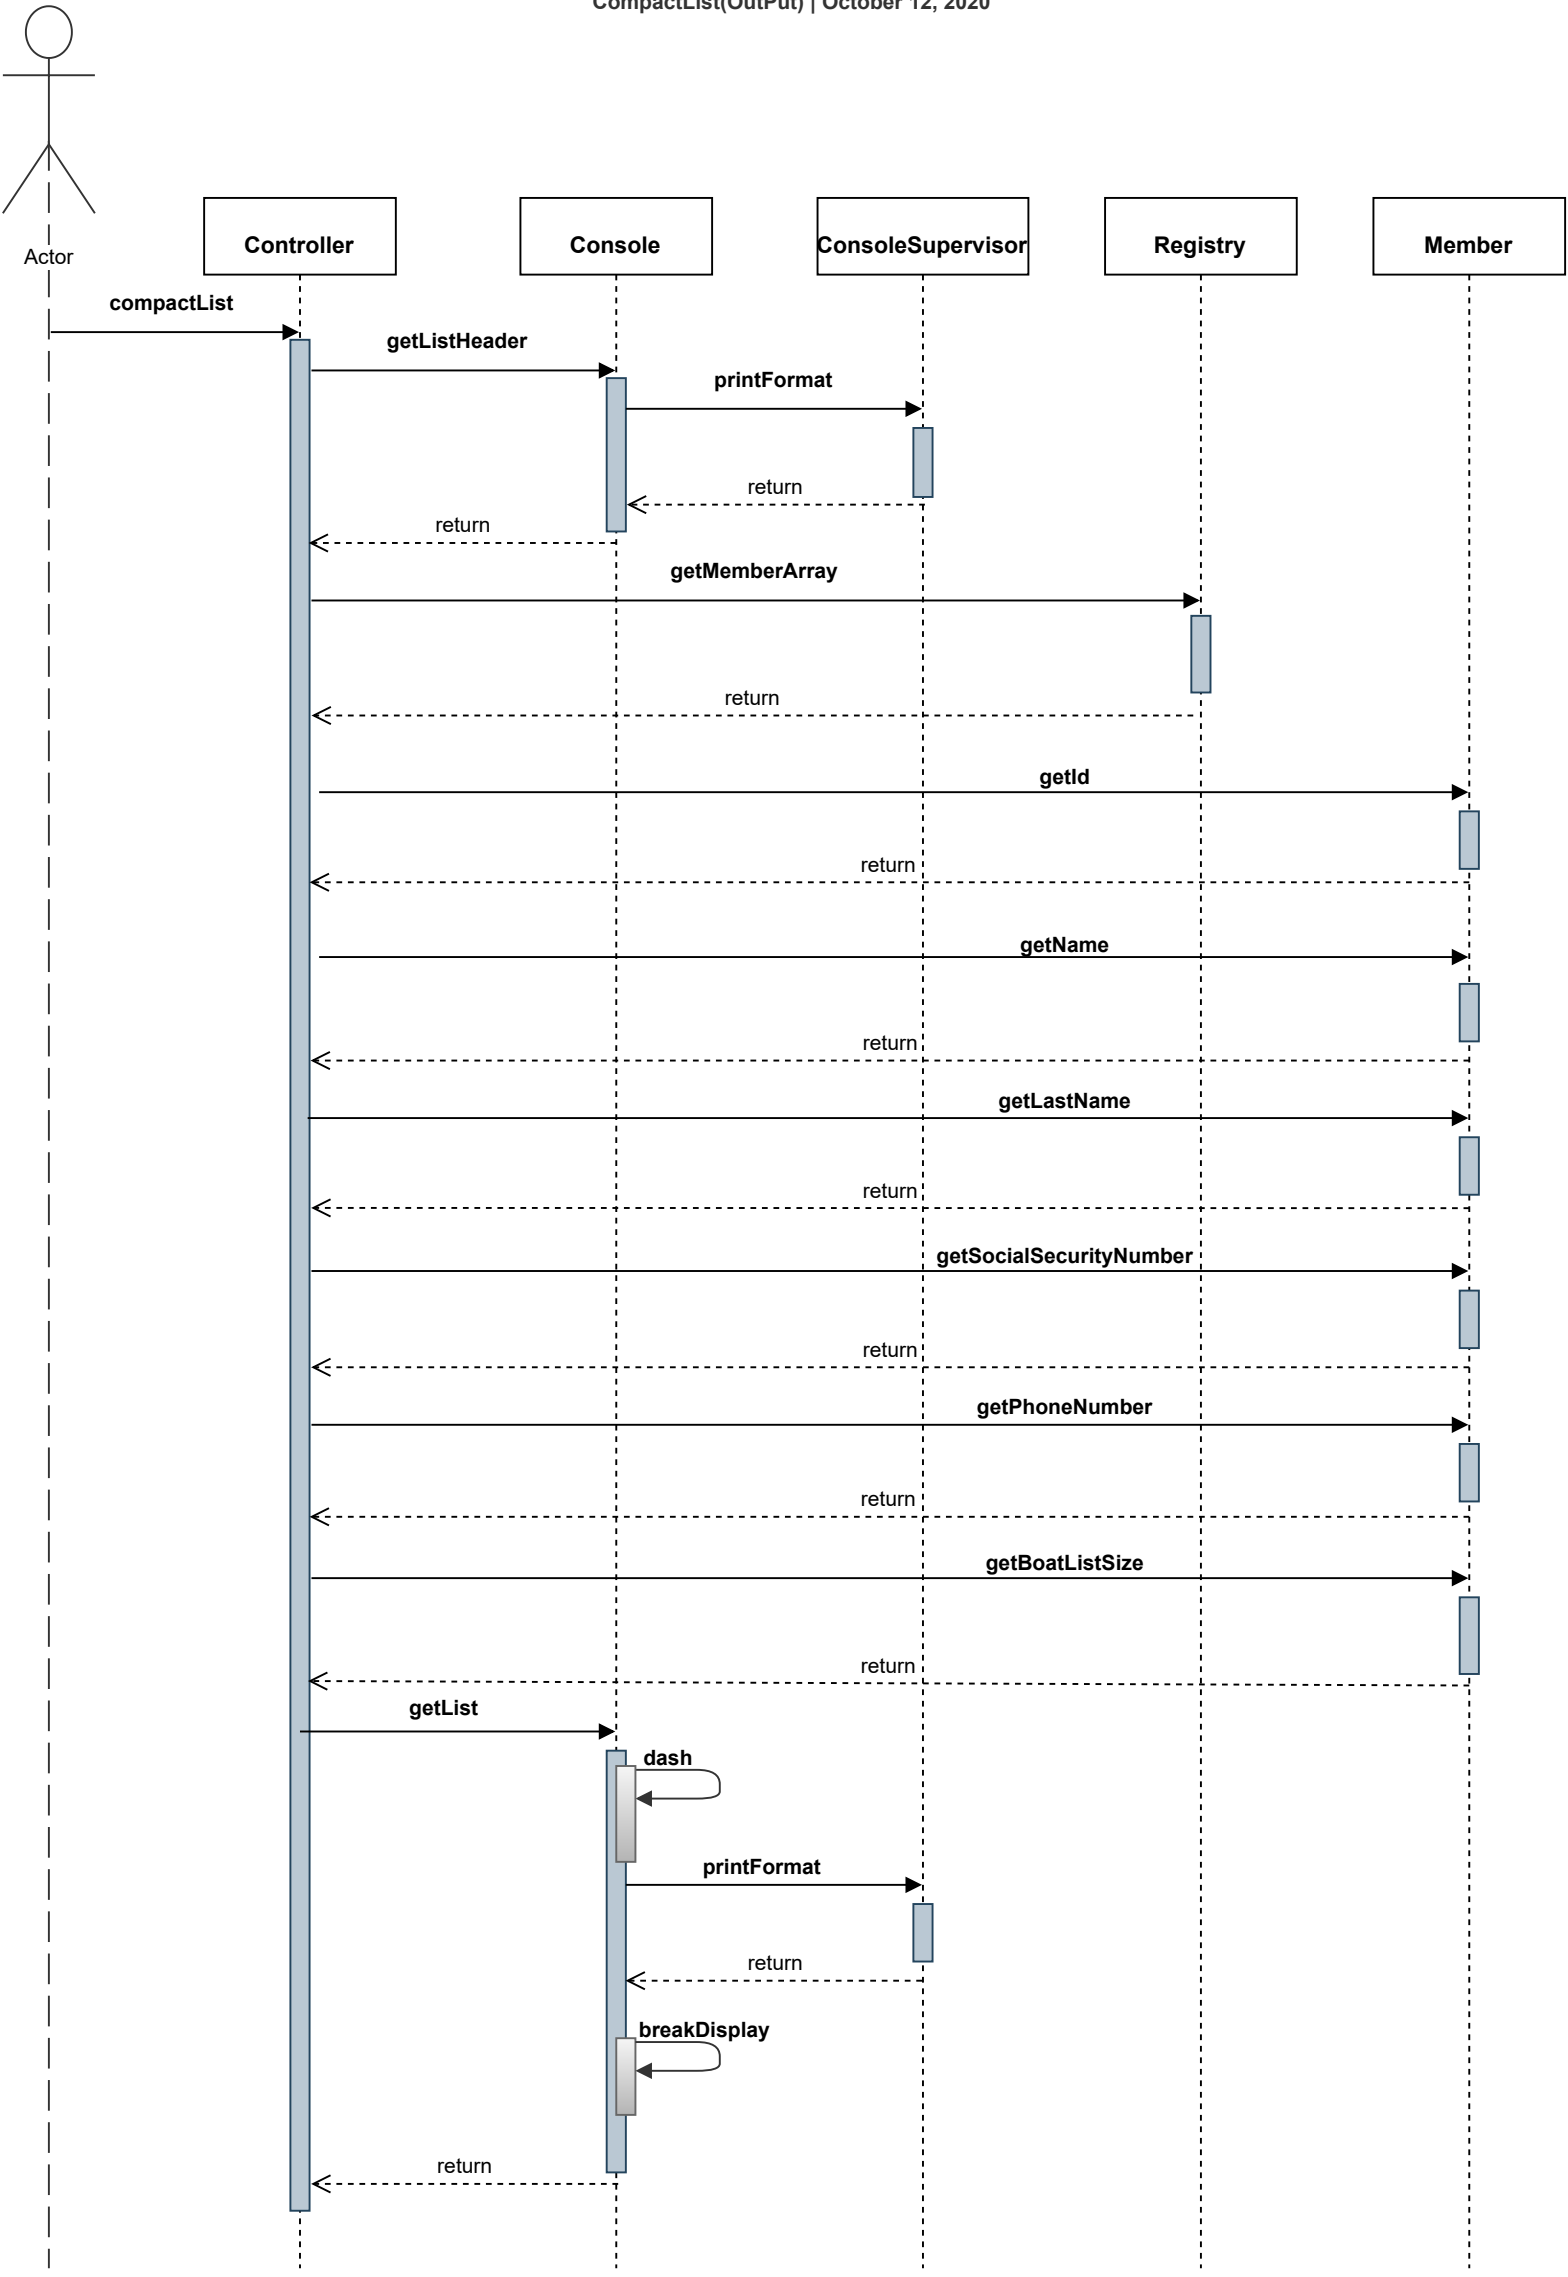 CompactList(OutPut) | October 12, 2020
Actor
Controller
Console
ConsoleSupervisor
Registry
Member
compactList
getListHeader
printFormat
return
return
getMemberArray
return
getId
return
getName
return
getLastName
return
getSocialSecurityNumber
return
getPhoneNumber
return
getBoatListSize
return
getList
dash
printFormat
return
breakDisplay
return